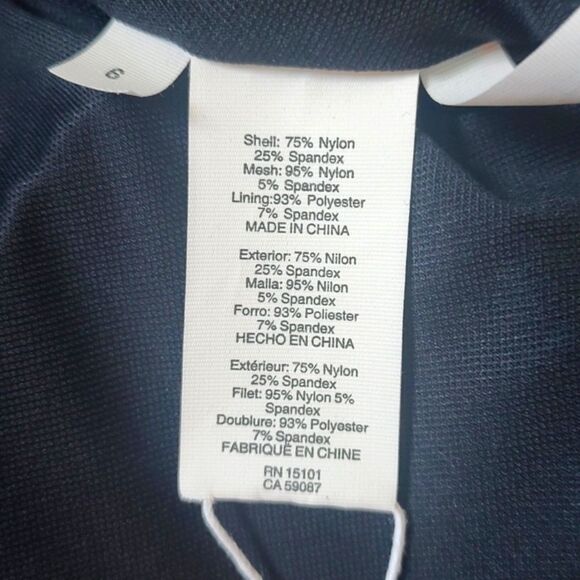 6
Shell: 75% Nylon
25% Spandex
Mesh: 95% Nylon
5% Spandex
Lining:93% Polyester
7% Spandex
MADE IN CHINA
Exterior: 75% Nilon
25% Spandex
Malla: 95% Nilon
5% Spandex
Forro: 93% Poliester
7% Spandex
HECHO EN CHINA
Extérieur: 75% Nylon
25% Spandex
Filet: 95% Nylon 5%
Spandex
Doublure: 93% Polyester
7% Spandex
FABRIQUÉ EN CHINE
RN 15101
CA 59087